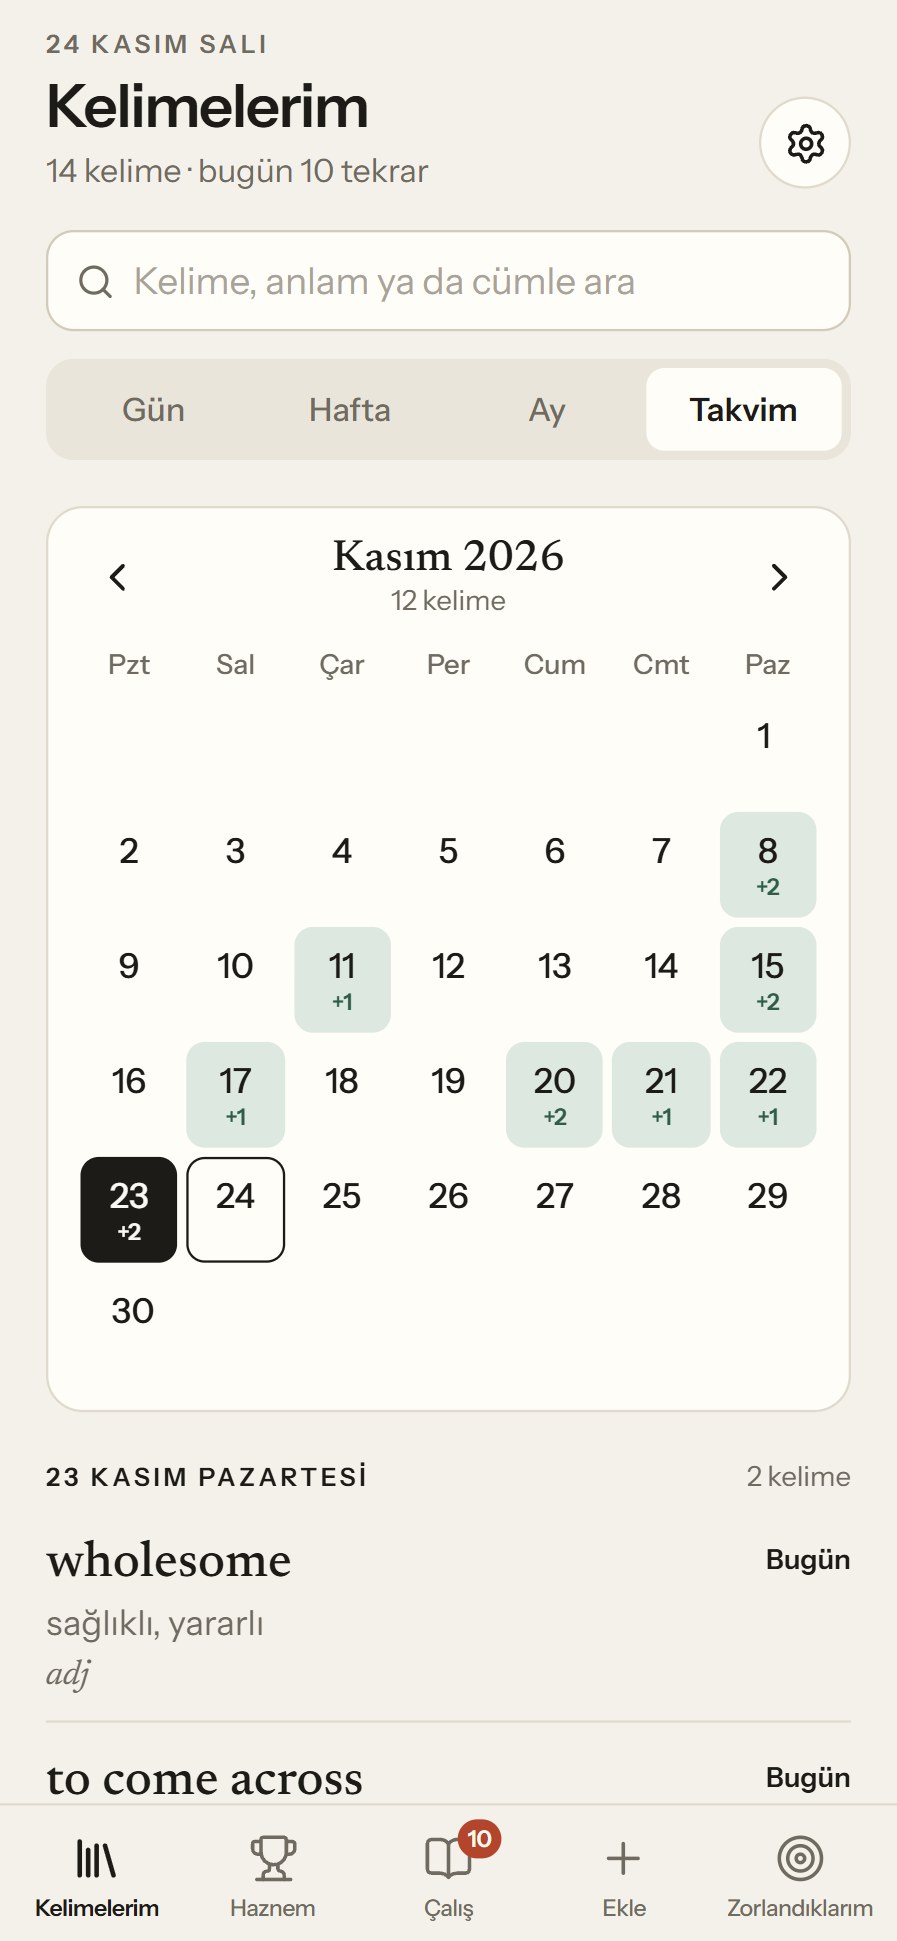 24 KASIM SALI
Kelimelerim
14 kelime · bugün 10 tekrar
Kelime, anlam ya da cümle ara
Gün Hafta Ay Takvim
Kasım 2026
12 kelime
Pzt Sal Çar Per Cum Cmt Paz
1
2 3 4 5 6 7 8
+2
9 10 11 12 13 14 15
+1 +2
16 17 18 19 20 21 22
+1 +2 +1 +1
23 24 25 26 27 28 29
+2
30
23 KASIM PAZARTESİ 2 kelime
wholesome Bugün
sağlıklı, yararlı
adj
to come across Bugün
10
Kelimelerim Haznem Çalış Ekle Zorlandıklarım